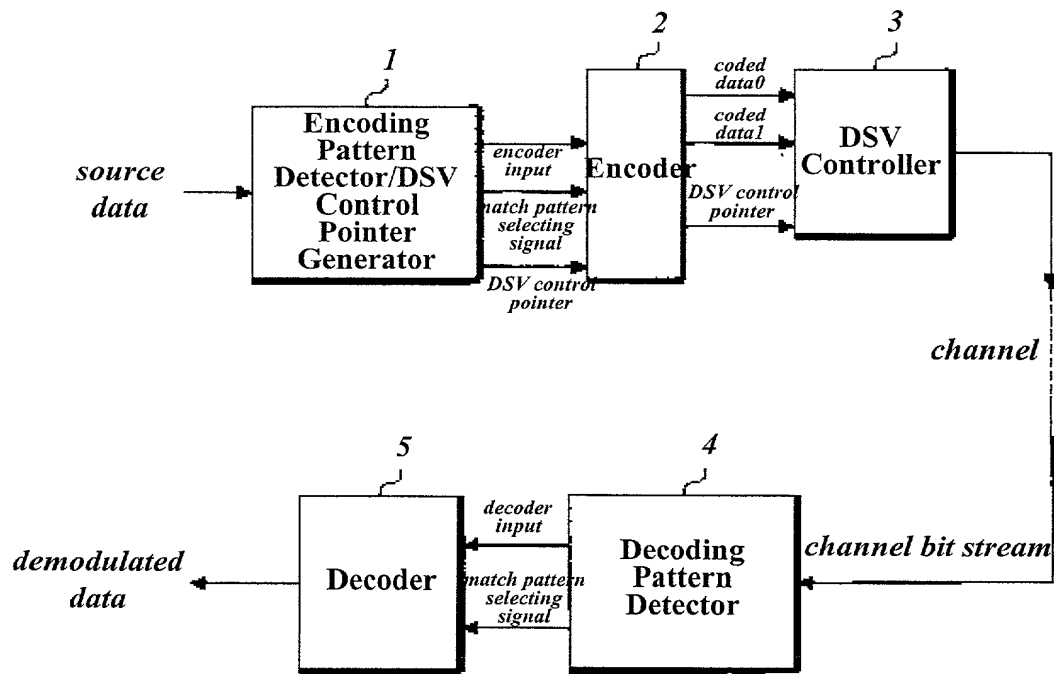 1
2
3
source
data
Encoding
Pattern
Detector/DSV
Control
Pointer
Generator
encoder
input
match pattern
selecting
signal
DSV control
pointer
Encoder
coded
data0
coded
data1
DSV control
pointer
DSV
Controller
channel
5
4
demodulated
data
Decoder
decoder
input
match pattern
selecting
signal
Decoding
Pattern
Detector
channel bit stream